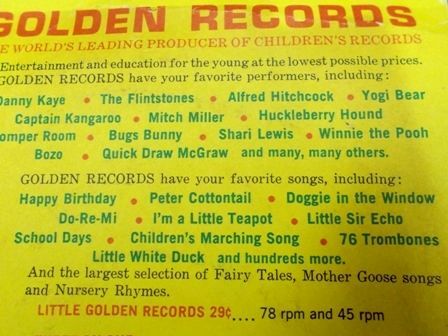 GOLDEN RECORDS
E WORLD'S LEADING PRODUCER OF CHILDREN'S RECORDS
Entertainment and education for the young at the lowest possible prices.
GOLDEN RECORDS have your favorite performers, including:
Danny Kaye • The Flintstones • Alfred Hitchcock • Yogi Bear
Captain Kangaroo • Mitch Miller • Huckleberry Hound
omper Room • Bugs Bunny • Shari Lewis • Winnie the Pooh
Bozo • Quick Draw McGraw and many, many others.
GOLDEN RECORDS have your favorite songs, including:
Happy Birthday • Peter Cottontail • Doggie in the Window
Do-Re-Mi • I'm a Little Teapot • Little Sir Echo
School Days • Children's Marching Song • 76 Trombones
Little White Duck and hundreds more.
And the largest selection of Fairy Tales, Mother Goose songs
and Nursery Rhymes.
LITTLE GOLDEN RECORDS 29¢.... 78 rpm and 45 rpm